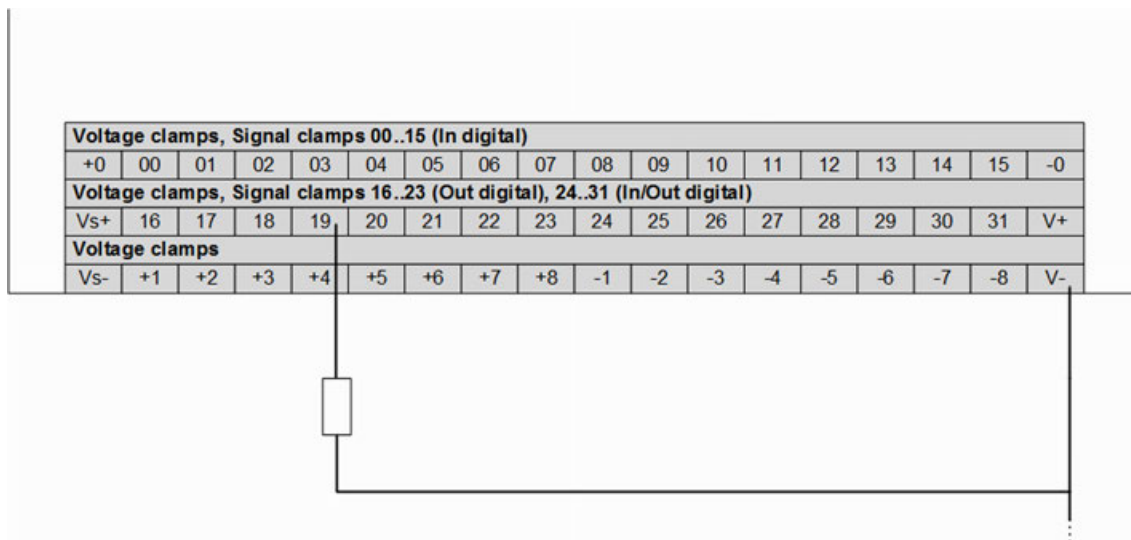 Voltage clamps, Signal clamps 00..15 (In digital)
+0 00 01 02 03 04 05 06 07 08 09 10 11 12 13 14 15 -0
Voltage clamps, Signal clamps 16..23 (Out digital), 24..31 (In/Out digital)
Vs+ 16 17 18 19 20 21 22 23 24 25 26 27 28 29 30 31 V+
Voltage clamps
Vs- +1 +2 +3 +4 +5 +6 +7 +8 -1 -2 -3 -4 -5 -6 -7 -8 V-